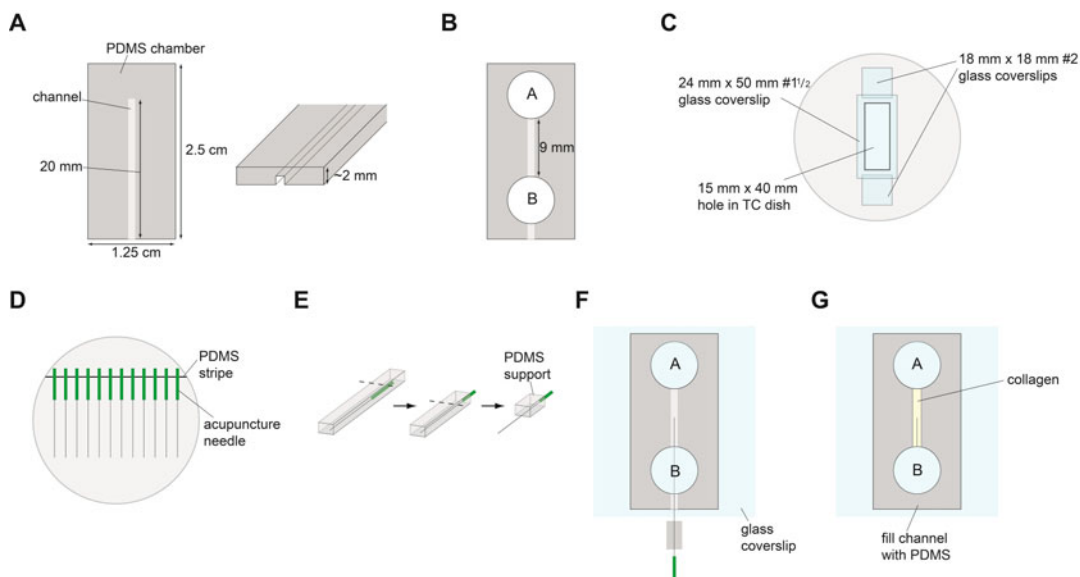 A
PDMS chamber
channel
20 mm
2.5 cm
1.25 cm
~2 mm
B
A
9 mm
B
C
24 mm x 50 mm #1½
glass coverslip
18 mm x 18 mm #2
glass coverslips
15 mm x 40 mm
hole in TC dish
D
PDMS
stripe
acupuncture
needle
E
PDMS
support
F
A
B
glass
coverslip
G
A
collagen
B
fill channel
with PDMS